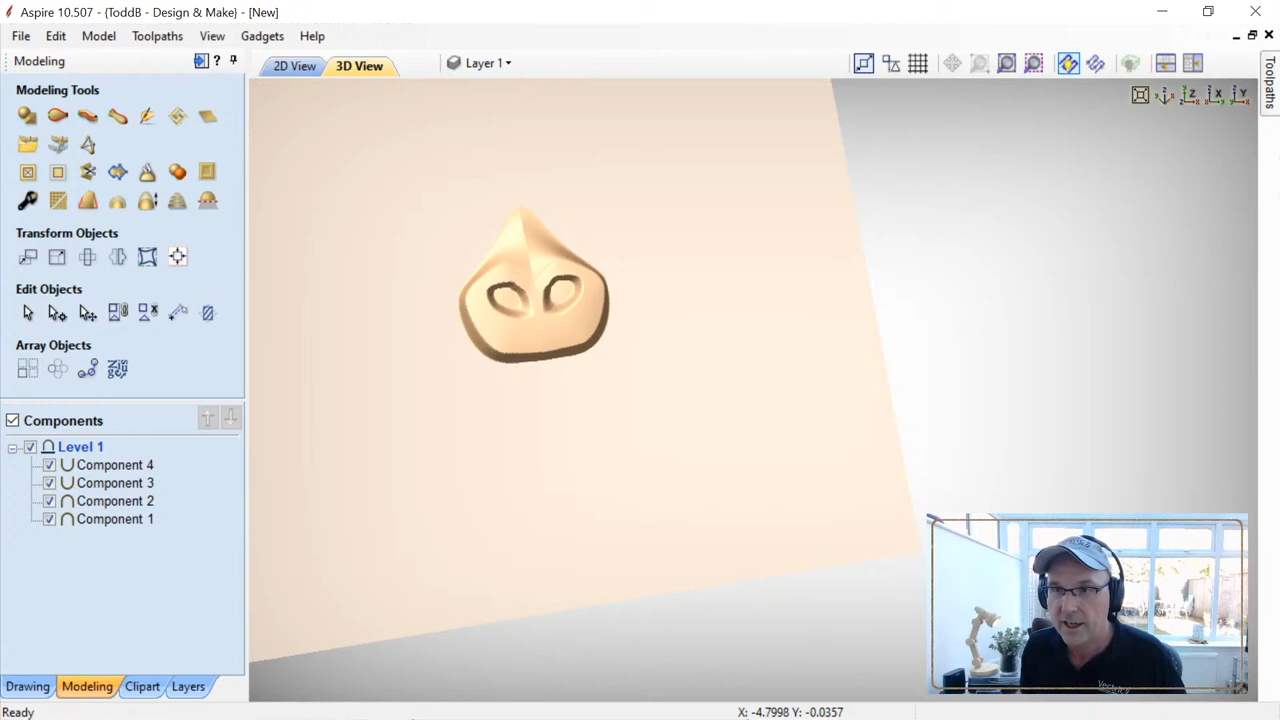 Aspire 10.507 - {ToddB - Design & Make} - [New]
File Edit Model Toolpaths View Gadgets Help
Modeling ?
2D View 3D View Layer 1
Toolpaths
Modeling Tools
Transform Objects
Edit Objects
Array Objects
Components
Level 1
Component 4
Component 3
Component 2
Component 1
Drawing Modeling Clipart Layers
Ready X: -4.7998 Y: -0.0357